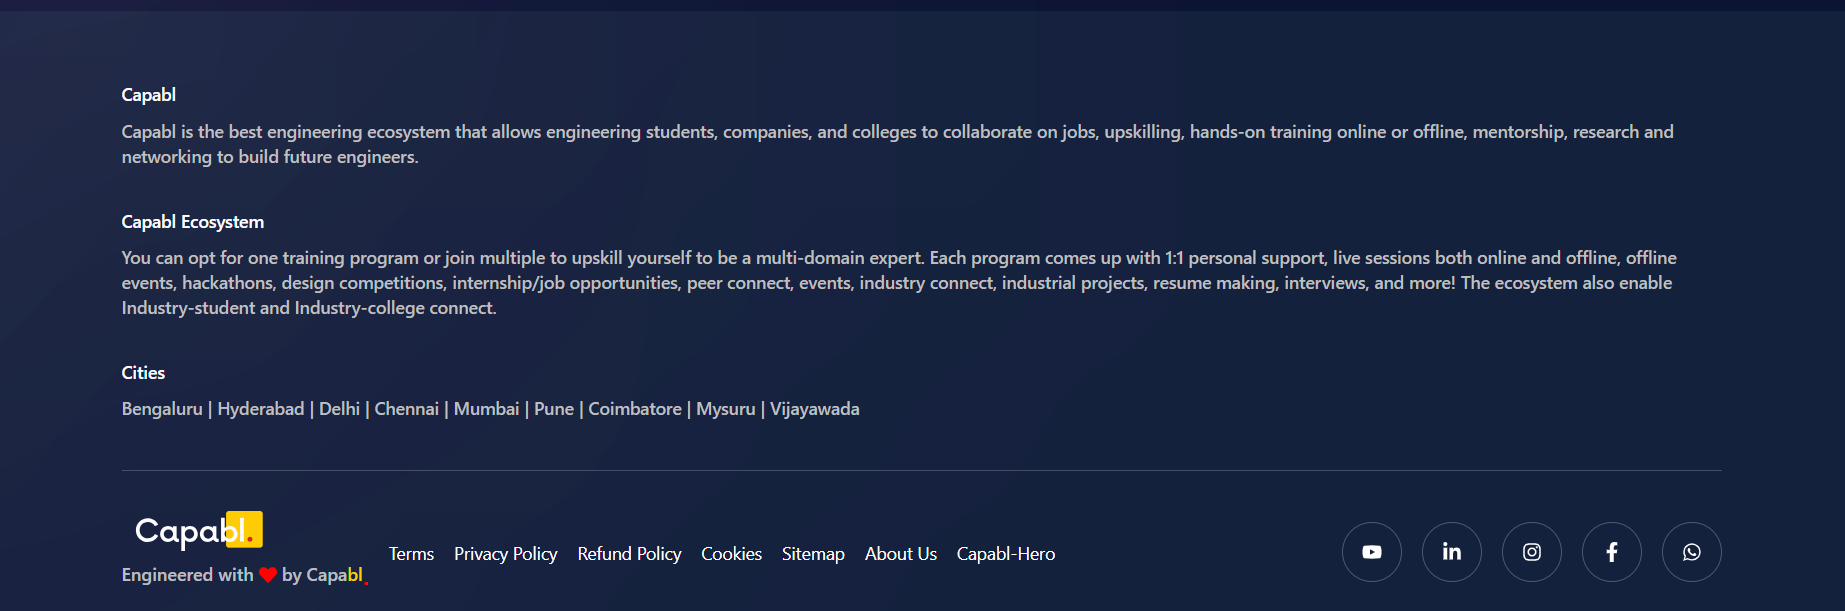 Capabl
Capabl is the best engineering ecosystem that allows engineering students, companies, and colleges to collaborate on jobs, upskilling, hands-on training online or offline, mentorship, research and
networking to build future engineers.
Capabl Ecosystem
You can opt for one training program or join multiple to upskill yourself to be a multi-domain expert. Each program comes up with 1:1 personal support, live sessions both online and offline, offline
events, hackathons, design competitions, internship/job opportunities, peer connect, events, industry connect, industrial projects, resume making, interviews, and more! The ecosystem also enable
Industry-student and Industry-college connect.
Cities
Bengaluru | Hyderabad | Delhi | Chennai | Mumbai | Pune | Coimbatore | Mysuru | Vijayawada
Capabl.
Engineered with ❤ by Capabl.
Terms Privacy Policy Refund Policy Cookies Sitemap About Us Capabl-Hero